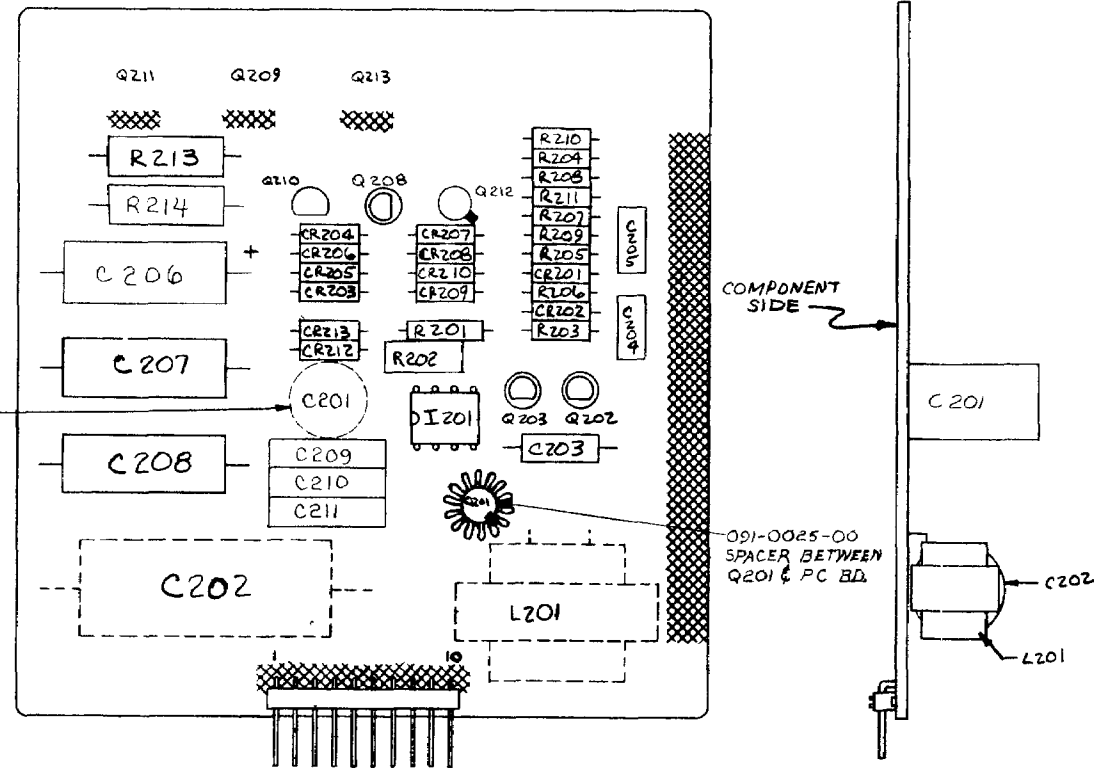 Q211 Q209 Q213
R213
R214
C206
+
C207
C208
Q210 Q208 Q212
CR204
CR206
CR205
CR203
CR213
CR212
CR207
CR208
CR210
CR209
R201
R202
C201
I201
C209
C210
C211
R210
R204
R208
R211
R207
R209
R205
CR201
R206
CR202
R203
C205
C204
Q203 Q202
C203
Q201
091-0025-00
SPACER BETWEEN
Q201 & PC BD.
C202
L201
1 10
COMPONENT
SIDE
C201
C202
L201